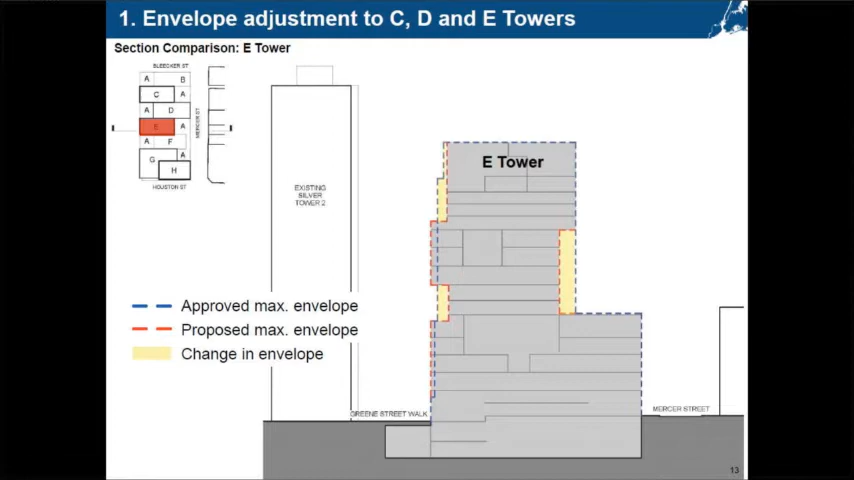 1. Envelope adjustment to C, D and E Towers
Section Comparison: E Tower
BLEECKER ST
A B
C
A D
E A
A F
G A
H
MERCER ST
HOUSTON ST
EXISTING
SILVER
TOWER 2
E Tower
Approved max. envelope
Proposed max. envelope
Change in envelope
GREENE STREET WALK
MERCER STREET
13